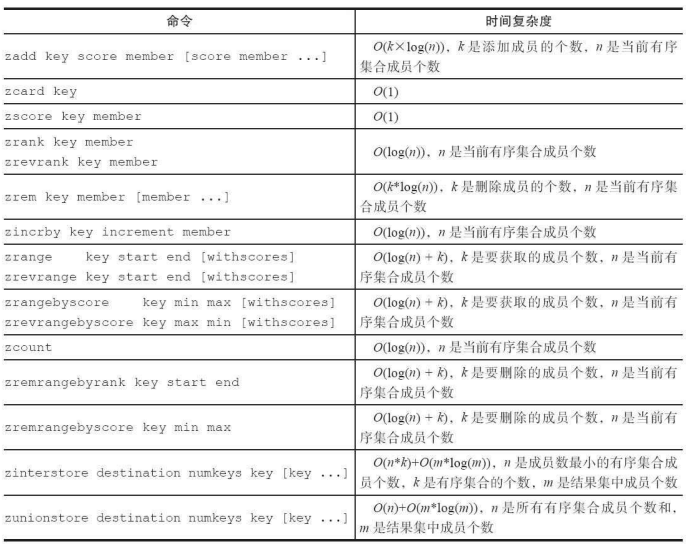 命令 时间复杂度
zadd key score member [score member ...] O(k×log(n))，k 是添加成员的个数，n 是当前有序
集合成员个数
zcard key O(1)
zscore key member O(1)
zrank key member
zrevrank key member
O(log(n))，n 是当前有序集合成员个数
zrem key member [member ...] O(k*log(n))，k 是删除成员的个数，n 是当前有序集
合成员个数
zincrby key increment member O(log(n))，n 是当前有序集合成员个数
zrange key start end [withscores] O(log(n) + k)，k 是要获取的成员个数，n 是当前有
zrevrange key start end [withscores] 序集合成员个数
zrangebyscore key min max [withscores] O(log(n) + k)，k 是要获取的成员个数，n 是当前有
zrevrangebyscore key max min [withscores] 序集合成员个数
zcount O(log(n))，n 是当前有序集合成员个数
zremrangebyrank key start end O(log(n) + k)，k 是要删除的成员个数，n 是当前有
序集合成员个数
zremrangebyscore key min max O(log(n) + k)，k 是要删除的成员个数，n 是当前有
序集合成员个数
zinterstore destination numkeys key [key ...] O(n*k)+O(m*log(m))，n 是成员数最小的有序集合成
员个数，k 是有序集合的个数，m 是结果集中成员个数
zunionstore destination numkeys key [key ...] O(n)+O(m*log(m))，n 是所有有序集合成员个数和，
m 是结果集中成员个数